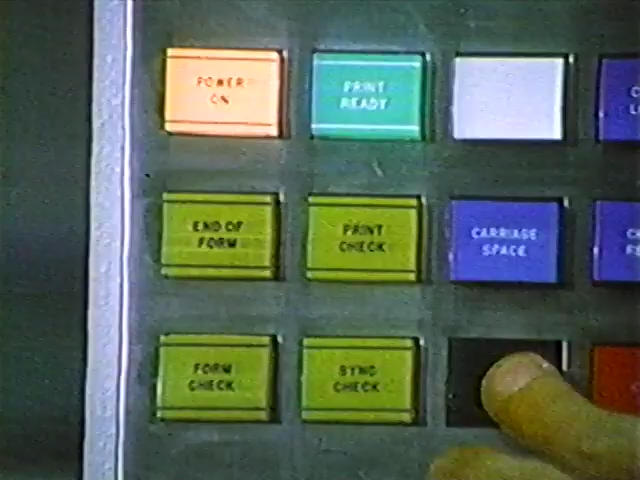 POWER
ON
PRINT
READY
END OF
FORM
PRINT
CHECK
CARRIAGE
SPACE
FORM
CHECK
SYNC
CHECK